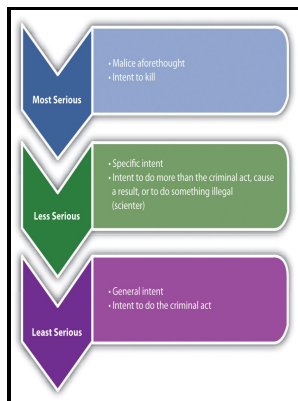 • Malice aforethought
• Intent to kill
Most Serious
• Specific intent
• Intent to do more than the criminal act, cause
a result, or to do something illegal
(scienter)
Less Serious
• General intent
• Intent to do the criminal act
Least Serious